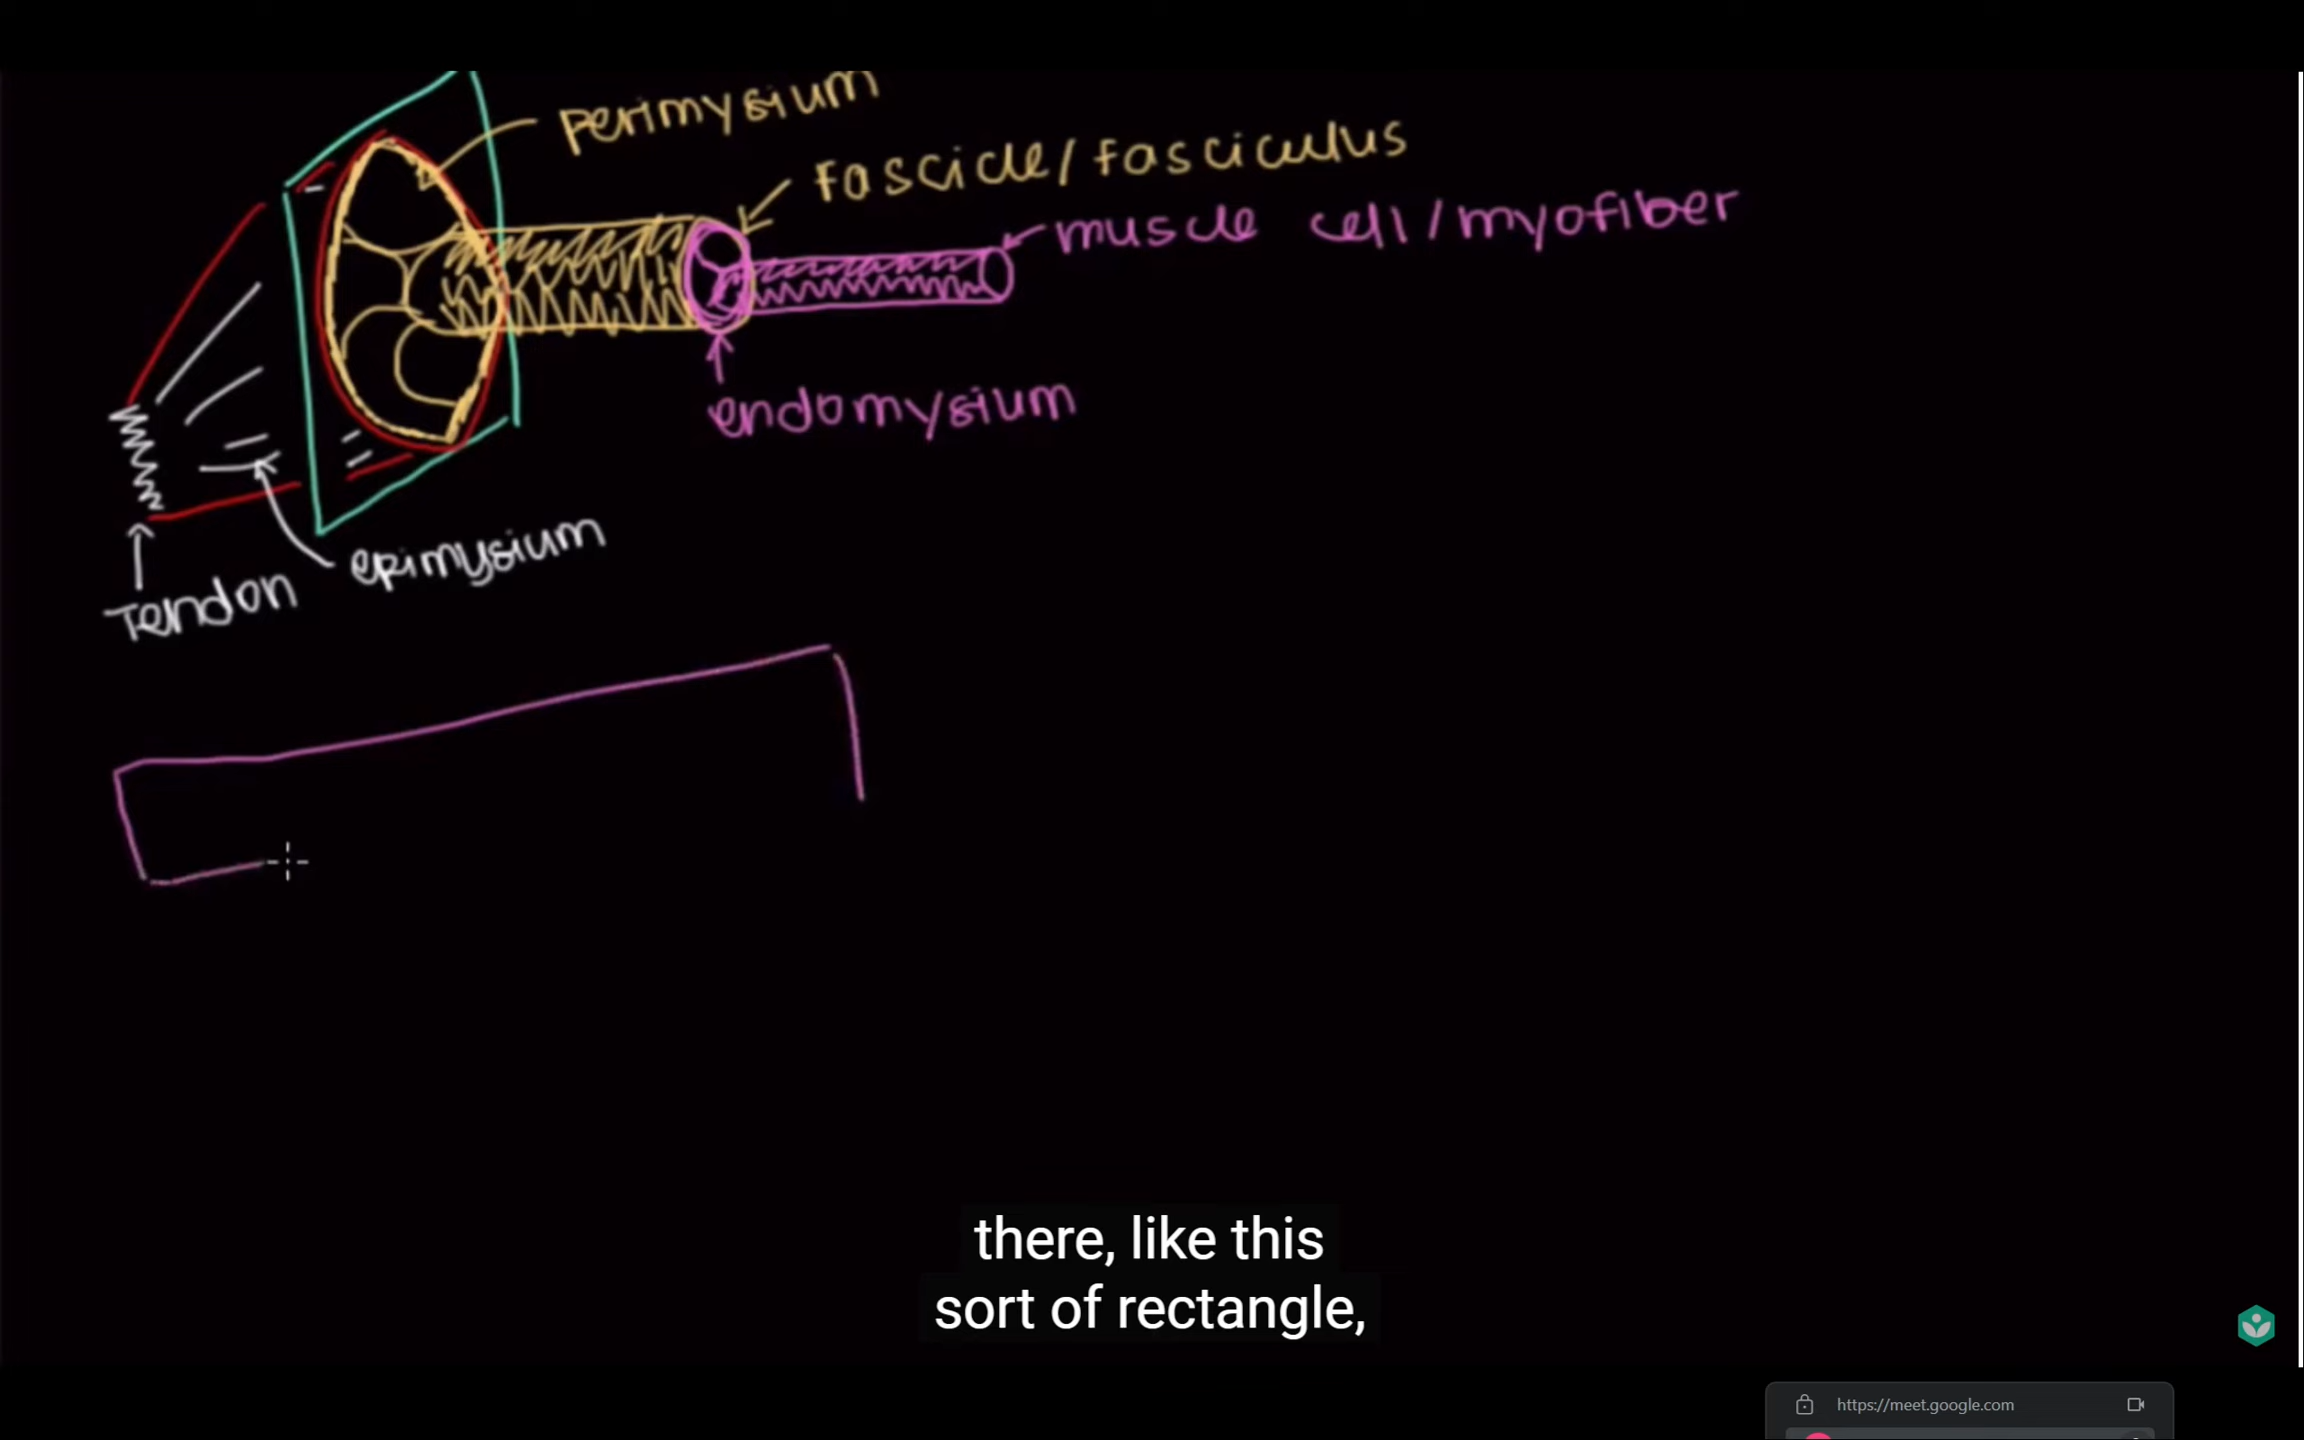 perimysium
fascicle/fasciculus
muscle cell/myofiber
endomysium
epimysium
Tendon
there, like this
sort of rectangle,
https://meet.google.com